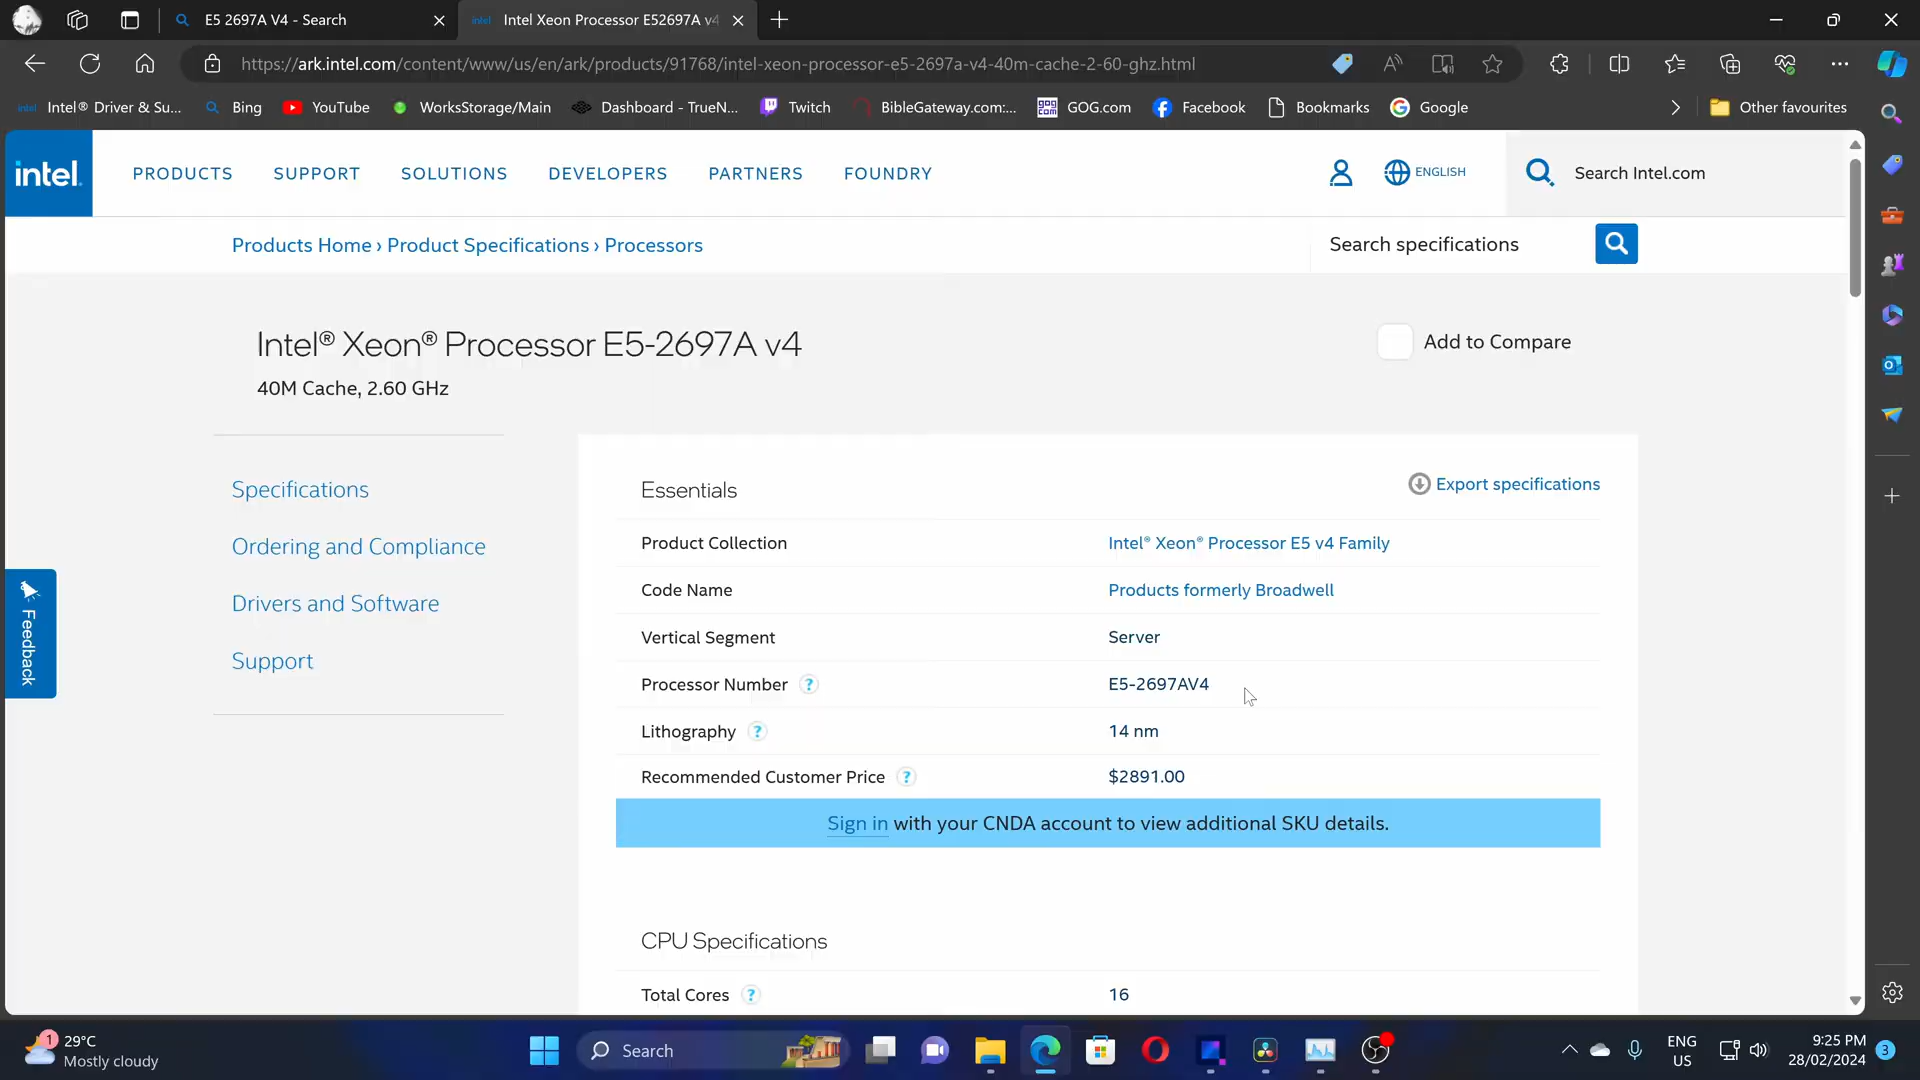 E5 2697A V4 - Search
intel Intel Xeon Processor E52697A v4
https://ark.intel.com/content/www/us/en/ark/products/91768/intel-xeon-processor-e5-2697a-v4-40m-cache-2-60-ghz.html
intel Intel® Driver & Su... Bing YouTube WorksStorage/Main Dashboard - TrueN... Twitch BibleGateway.com:... GOG.com Facebook Bookmarks Google Other favourites
intel. PRODUCTS SUPPORT SOLUTIONS DEVELOPERS PARTNERS FOUNDRY ENGLISH Search Intel.com
Products Home › Product Specifications › Processors Search specifications
Intel® Xeon® Processor E5-2697A v4 Add to Compare
40M Cache, 2.60 GHz
Specifications
Ordering and Compliance
Drivers and Software
Support
Feedback
Essentials Export specifications
Product Collection Intel® Xeon® Processor E5 v4 Family
Code Name Products formerly Broadwell
Vertical Segment Server
Processor Number ? E5-2697AV4
Lithography ? 14 nm
Recommended Customer Price ? $2891.00
Sign in with your CNDA account to view additional SKU details.
CPU Specifications
Total Cores ? 16
1 29°C
Mostly cloudy
Search
ENG
US
9:25 PM
28/02/2024
3